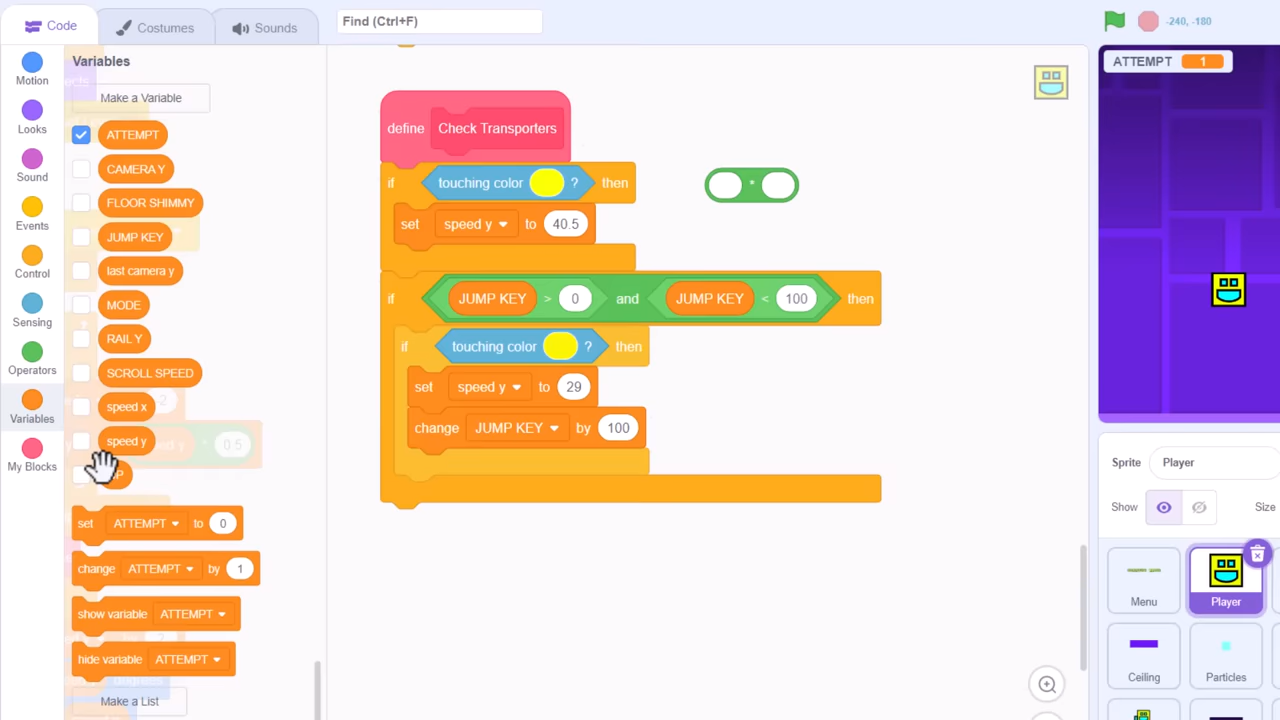 Code
Costumes
Sounds
Find (Ctrl+F)
-240, -180
Motion
Looks
Sound
Events
Control
Sensing
Operators
Variables
My Blocks
Variables
Make a Variable
ATTEMPT
CAMERA Y
FLOOR SHIMMY
JUMP KEY
last camera y
MODE
RAIL Y
SCROLL SPEED
speed x
speed y
set ATTEMPT to 0
change ATTEMPT by 1
show variable ATTEMPT
hide variable ATTEMPT
Make a List
define Check Transporters
if touching color ? then
set speed y to 40.5
*
if JUMP KEY > 0 and JUMP KEY < 100 then
if touching color ? then
set speed y to 29
change JUMP KEY by 100
ATTEMPT 1
Sprite Player
Show Size
Menu
Player
Ceiling
Particles